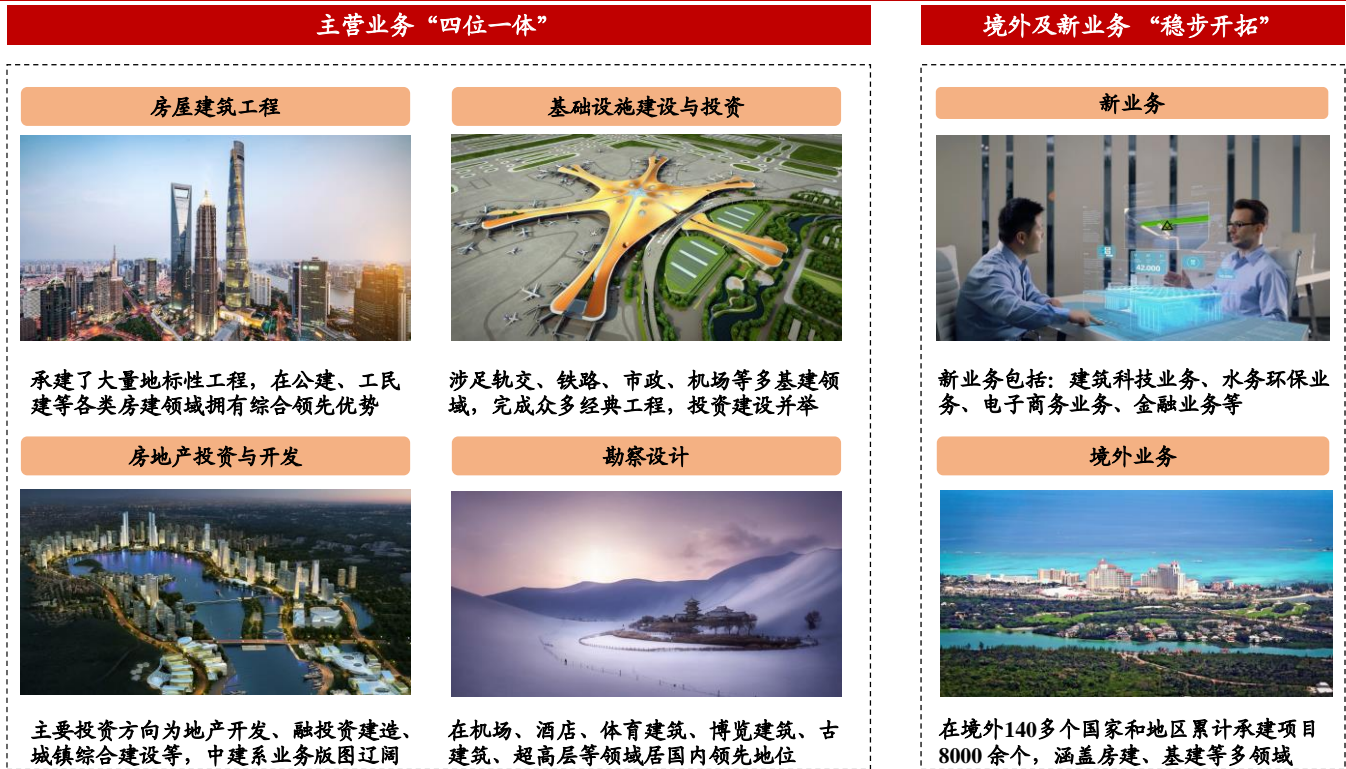 主营业务“四位一体”
房屋建筑工程
承建了大量地标性工程，在公建、工民
建等各类房建领域拥有综合领先优势
基础设施建设与投资
涉足轨交、铁路、市政、机场等多基建领
域，完成众多经典工程，投资建设并举
房地产投资与开发
主要投资方向为地产开发、融投资建造、
城镇综合建设等，中建系业务版图辽阔
勘察设计
在机场、酒店、体育建筑、博览建筑、古
建筑、超高层等领域居国内领先地位
境外及新业务 “稳步开拓”
新业务
42.000
新业务包括：建筑科技业务、水务环保业
务、电子商务业务、金融业务等
境外业务
在境外140多个国家和地区累计承建项目
8000 余个，涵盖房建、基建等多领域